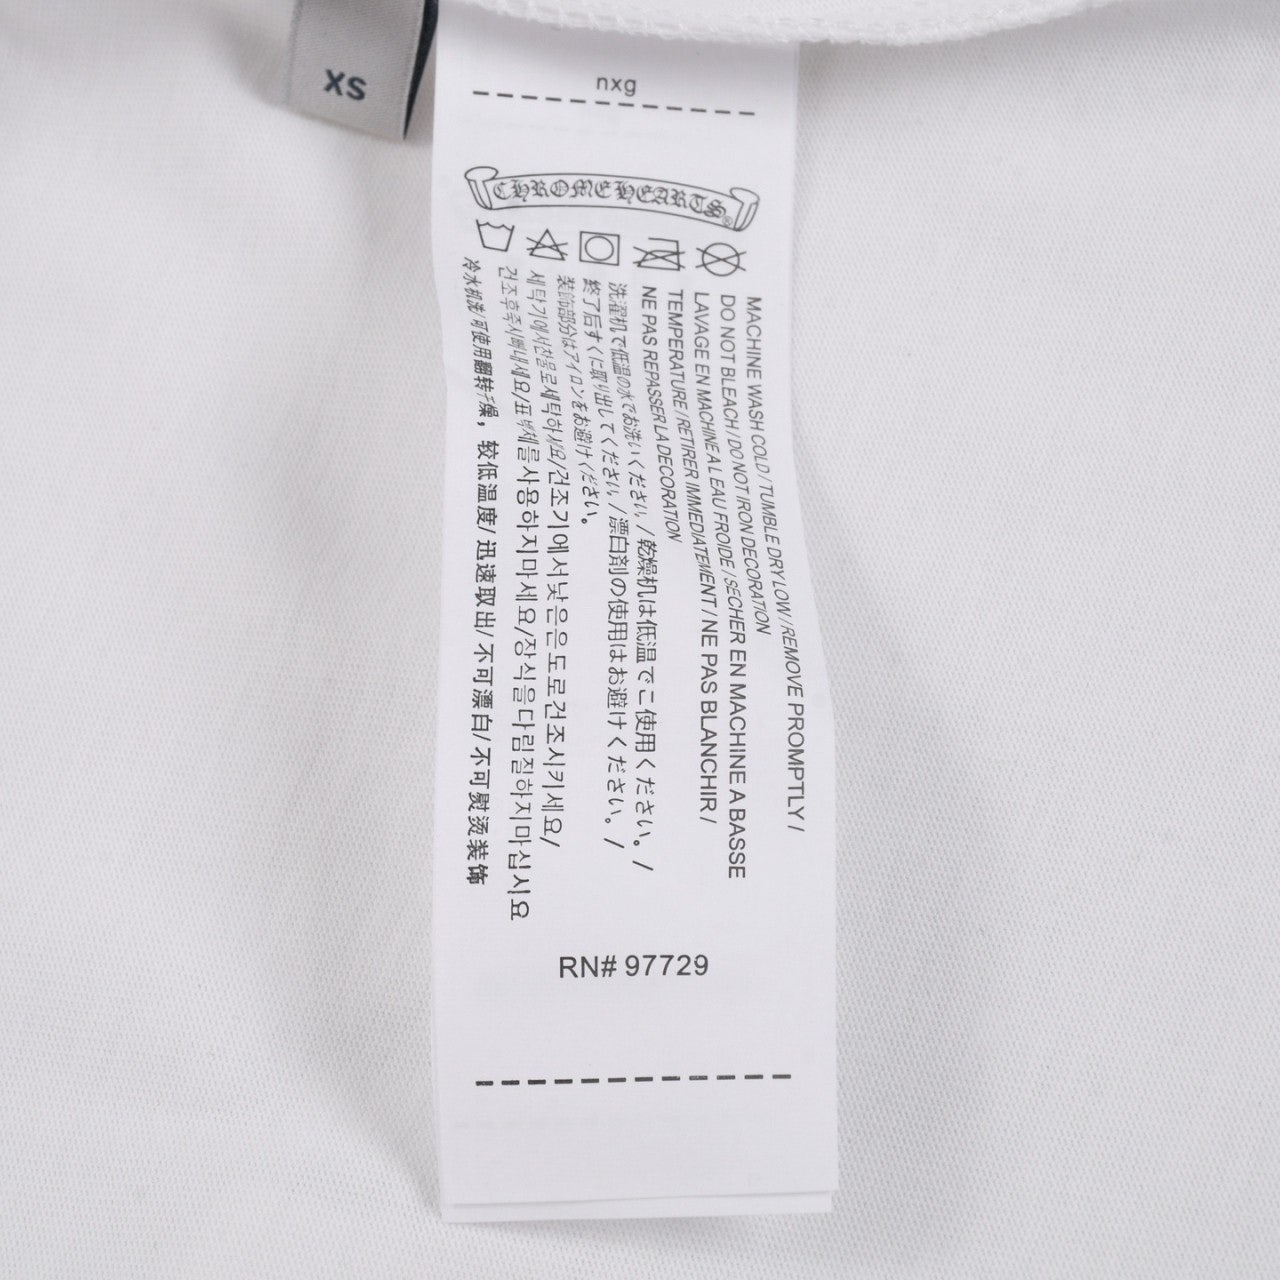 XS
nxg
CHROME HEARTS®
MACHINE WASH COLD / TUMBLE DRY LOW / REMOVE PROMPTLY /
DO NOT BLEACH / DO NOT IRON DECORATION
LAVAGE EN MACHINE A L EAU FROIDE / SECHER EN MACHINE A BASSE
TEMPERATURE / RETIRER IMMEDIATEMENT / NE PAS BLANCHIR /
NE PAS REPASSER LA DECORATION
洗濯机で低温の水でお洗いください, / 乾燥机は低温でご使用ください。 /
終了后すくに取り出してください, / 漂白剤の使用はお避けください。 /
装飾部分はアイロンをお避けください。
세탁기에서찬물로세탁하세요/건조기에서낮은온도로건조시키세요/
건조후즉시빼내세요/표백제를사용하지마세요/장식을다림질하지마십시요
冷水机洗/可使用翻转干燥, 较低温度/ 迅速取出/ 不可漂白/ 不可熨烫装饰
RN# 97729